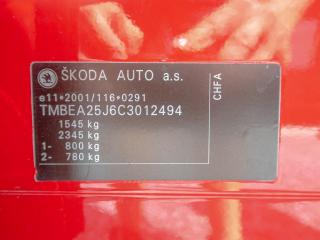 ŠKODA AUTO a.s.
e11*2001/116*0291
TMBEA25J6C3012494
1545 kg
2345 kg
1- 800 kg
2- 780 kg
CHFA